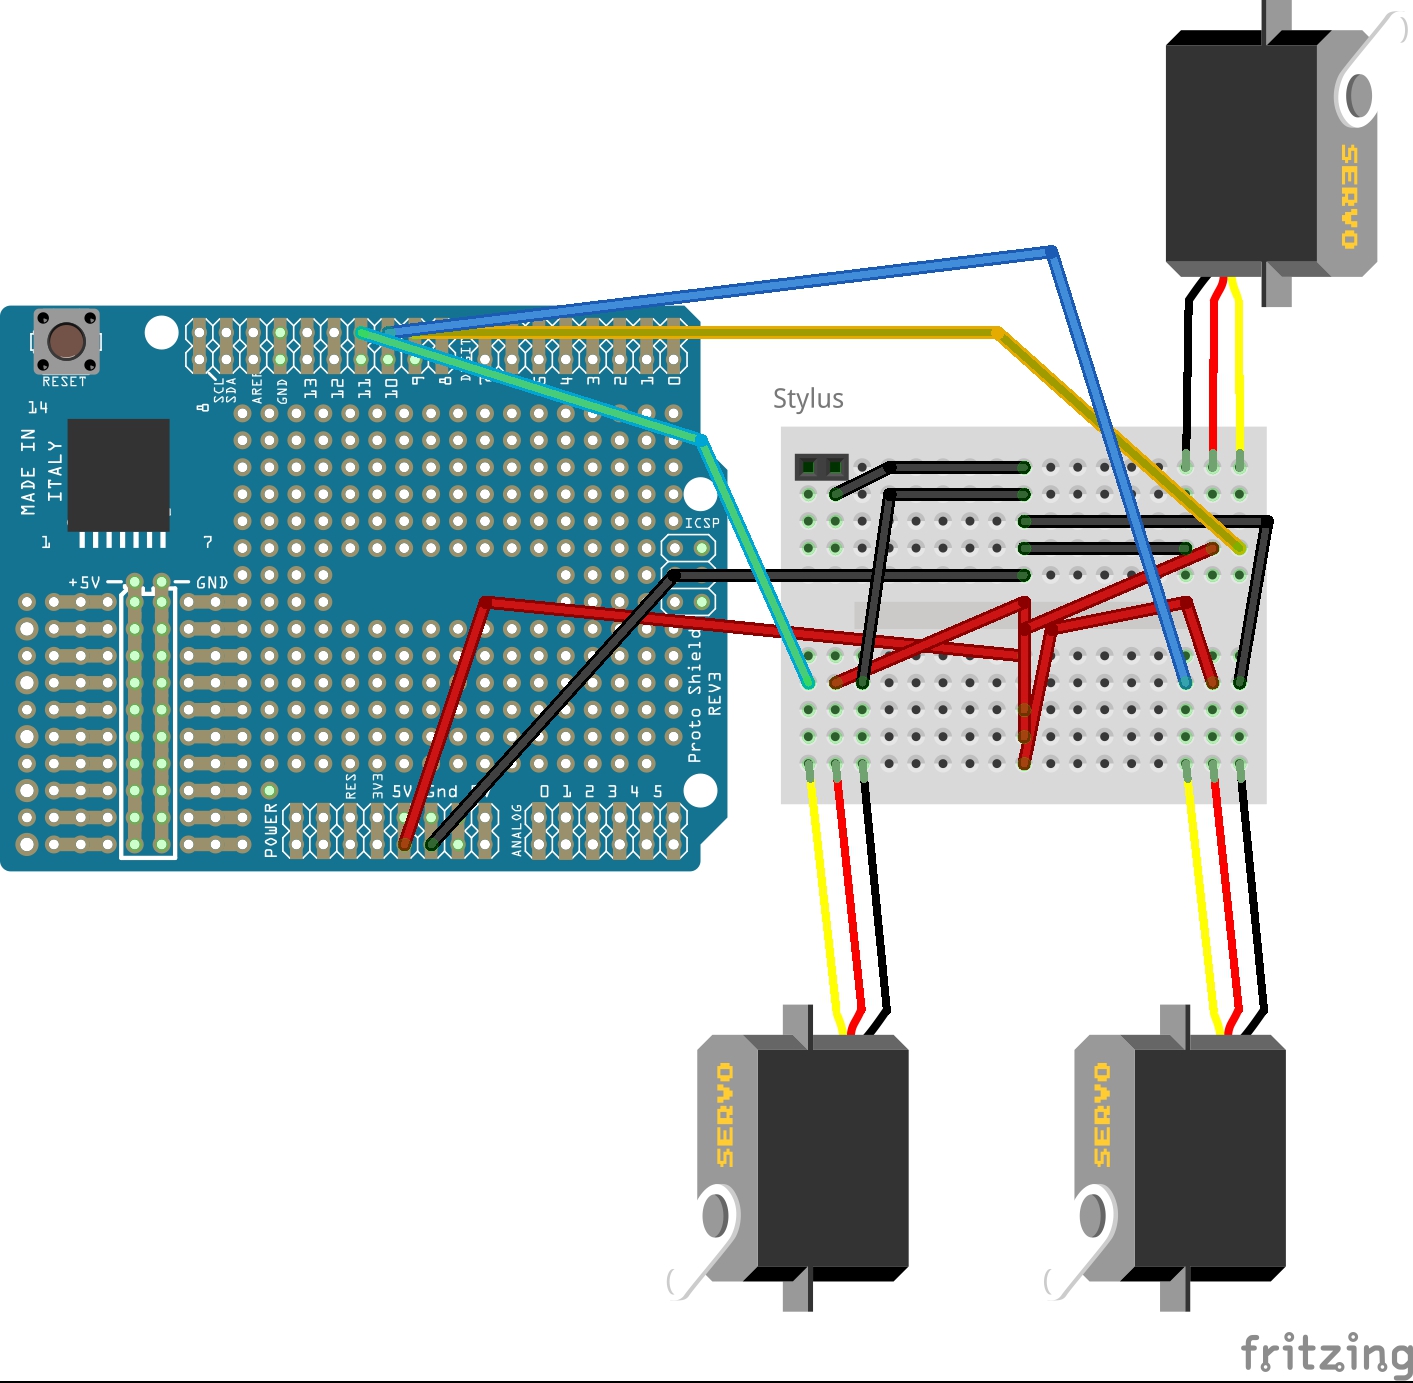 SERVO
RESET
SCL
SDA
AREF
GND
13
12
11
10
9
8
5
4
3
2
1
0
14
8
MADE IN
ITALY
1
7
Stylus
ICSP
+5V
GND
Proto Shield
REV3
RES
3V3
5V
Gnd
0 1 2 3 4 5
POWER
ANALOG
SERVO
SERVO
fritzing